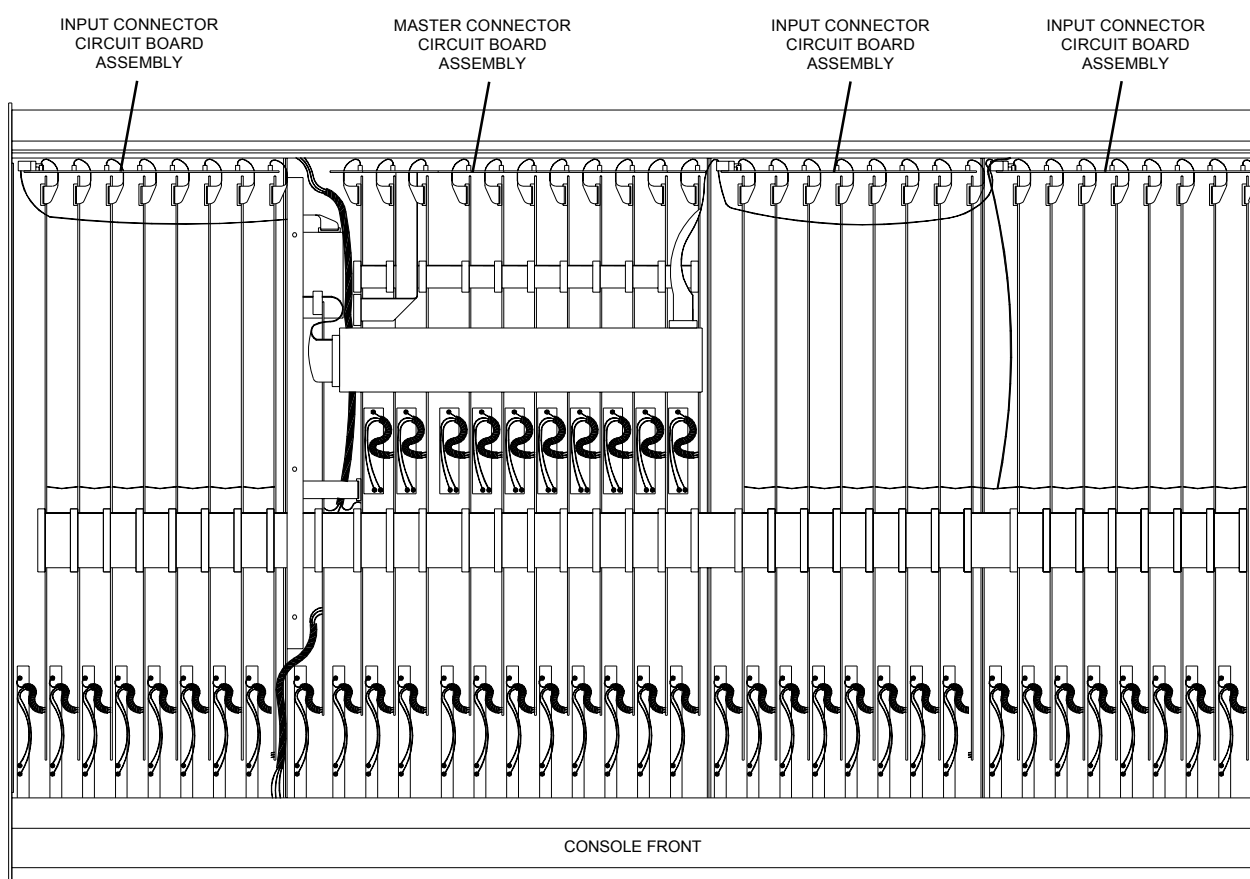 INPUT CONNECTOR
CIRCUIT BOARD
ASSEMBLY
MASTER CONNECTOR
CIRCUIT BOARD
ASSEMBLY
INPUT CONNECTOR
CIRCUIT BOARD
ASSEMBLY
INPUT CONNECTOR
CIRCUIT BOARD
ASSEMBLY
CONSOLE FRONT